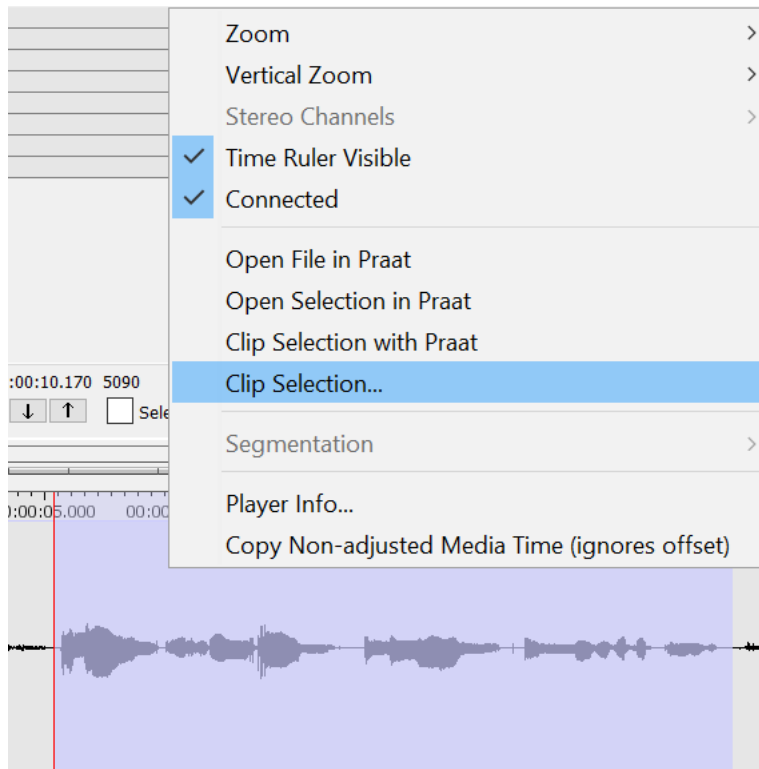 Zoom
Vertical Zoom
Stereo Channels
Time Ruler Visible
Connected
Open File in Praat
Open Selection in Praat
Clip Selection with Praat
:00:10.170 5090
Clip Selection...
Sele
Segmentation
Player Info...
):00:05.000 00:00
Copy Non-adjusted Media Time (ignores offset)